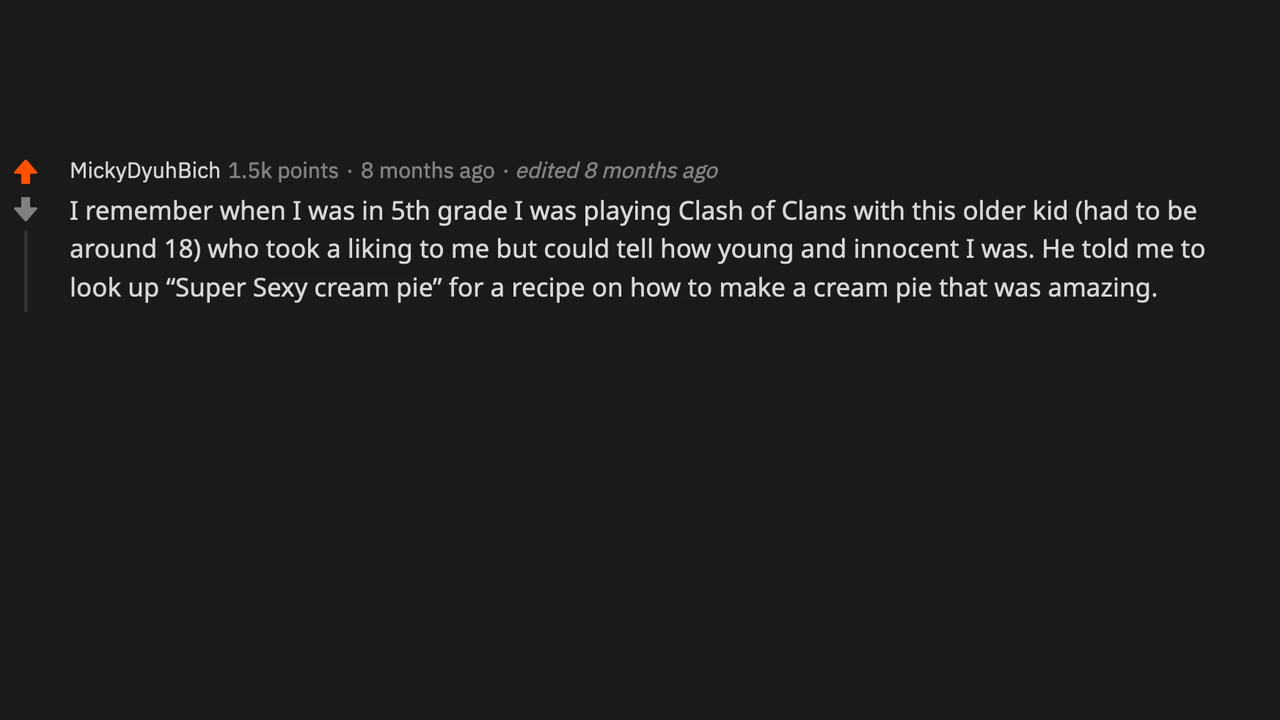 MickyDyuhBich 1.5k points · 8 months ago · edited 8 months ago
I remember when I was in 5th grade I was playing Clash of Clans with this older kid (had to be
around 18) who took a liking to me but could tell how young and innocent I was. He told me to
look up “Super Sexy cream pie” for a recipe on how to make a cream pie that was amazing.